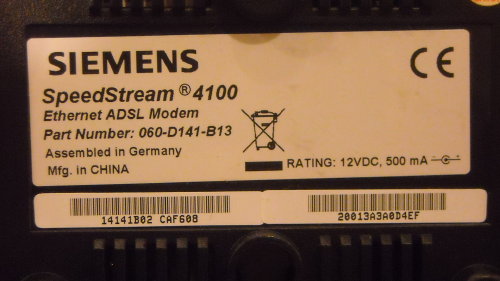 SIEMENS
CE
SpeedStream ® 4100
Ethernet ADSL Modem
Part Number: 060-D141-B13
Assembled in Germany
Mfg. in CHINA
RATING: 12VDC, 500 mA
14141B02 CAF608
20013A3A0D4EF